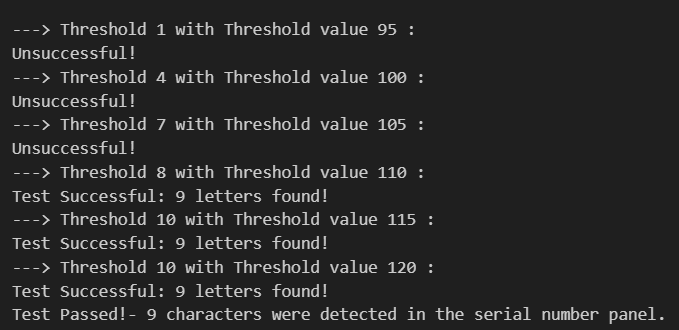 ---> Threshold 1 with Threshold value 95 :
Unsuccessful!
---> Threshold 4 with Threshold value 100 :
Unsuccessful!
---> Threshold 7 with Threshold value 105 :
Unsuccessful!
---> Threshold 8 with Threshold value 110 :
Test Successful: 9 letters found!
---> Threshold 10 with Threshold value 115 :
Test Successful: 9 letters found!
---> Threshold 10 with Threshold value 120 :
Test Successful: 9 letters found!
Test Passed!- 9 characters were detected in the serial number panel.